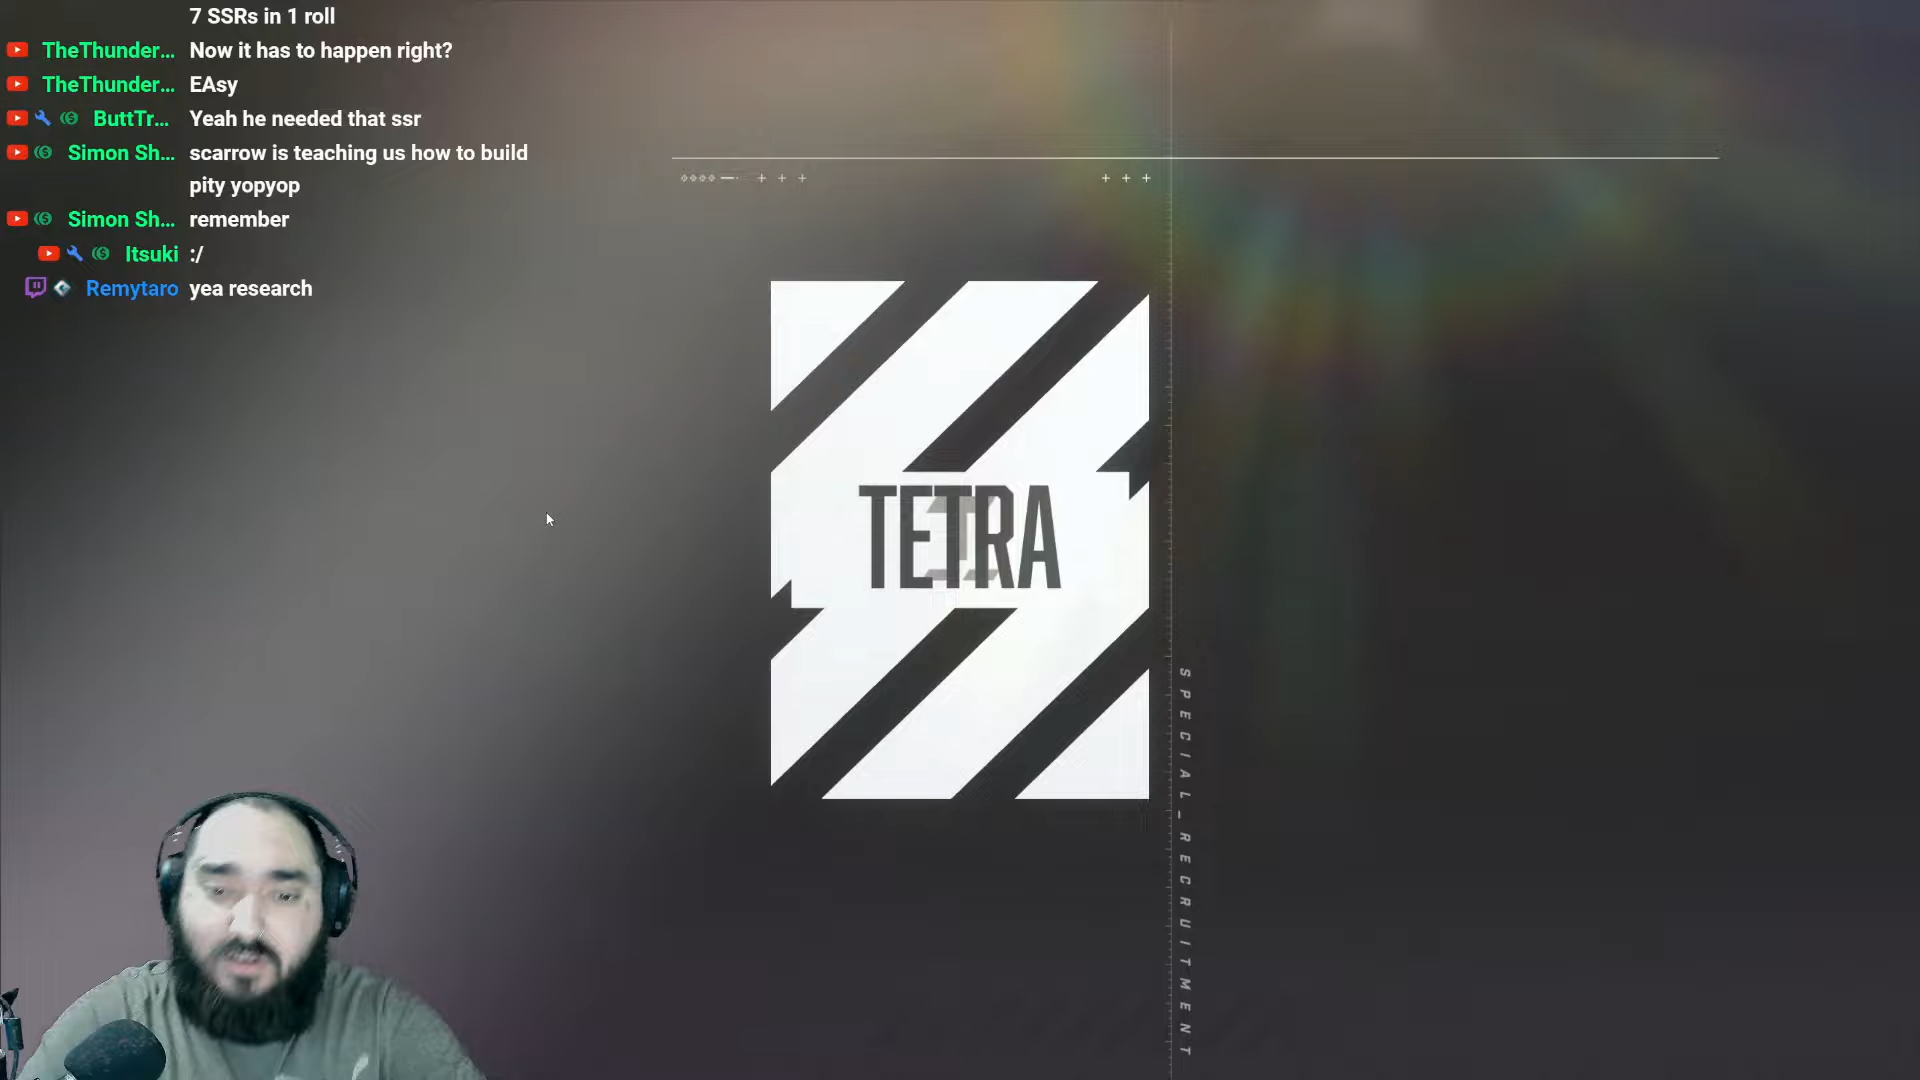 7 SSRs in 1 roll
TheThunder... Now it has to happen right?
TheThunder... EAsy
ButtTr... Yeah he needed that ssr
Simon Sh... scarrow is teaching us how to build
pity yopyop
Simon Sh... remember
Itsuki :/
Remytaro yea research
TETRA
SPECIAL_RECRUITMENT